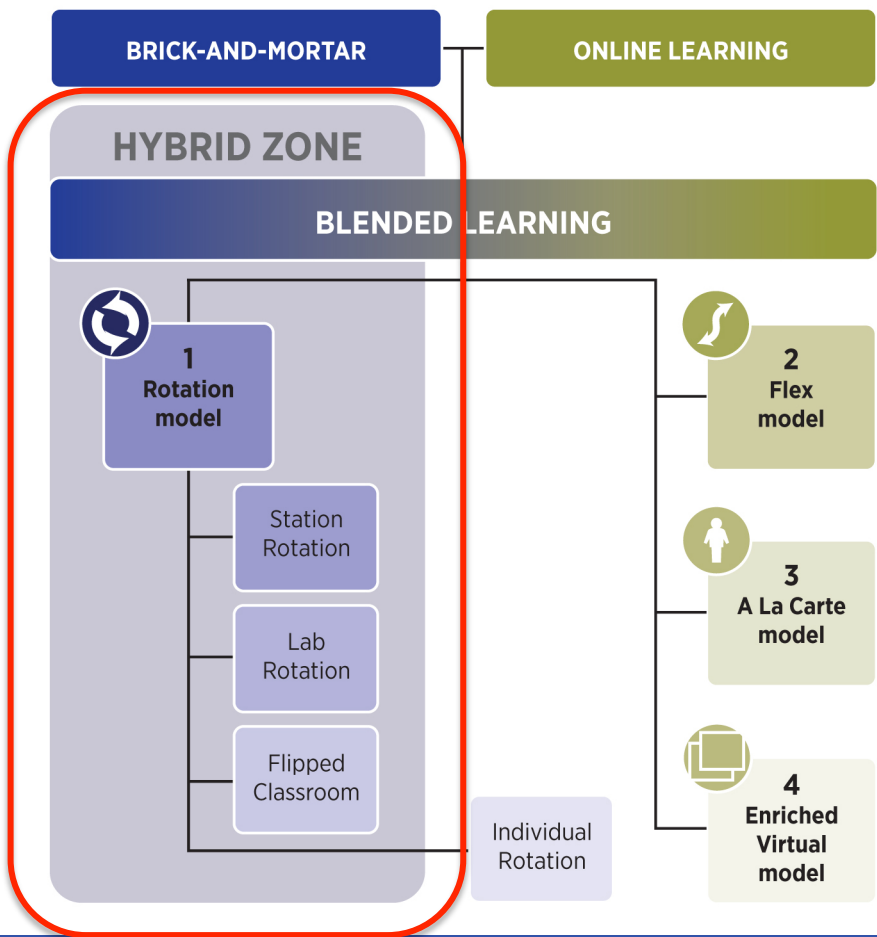 BRICK-AND-MORTAR
ONLINE LEARNING
HYBRID ZONE
BLENDED LEARNING
1
Rotation
model
Station
Rotation
Lab
Rotation
Flipped
Classroom
Individual
Rotation
2
Flex
model
3
A La Carte
model
4
Enriched
Virtual
model